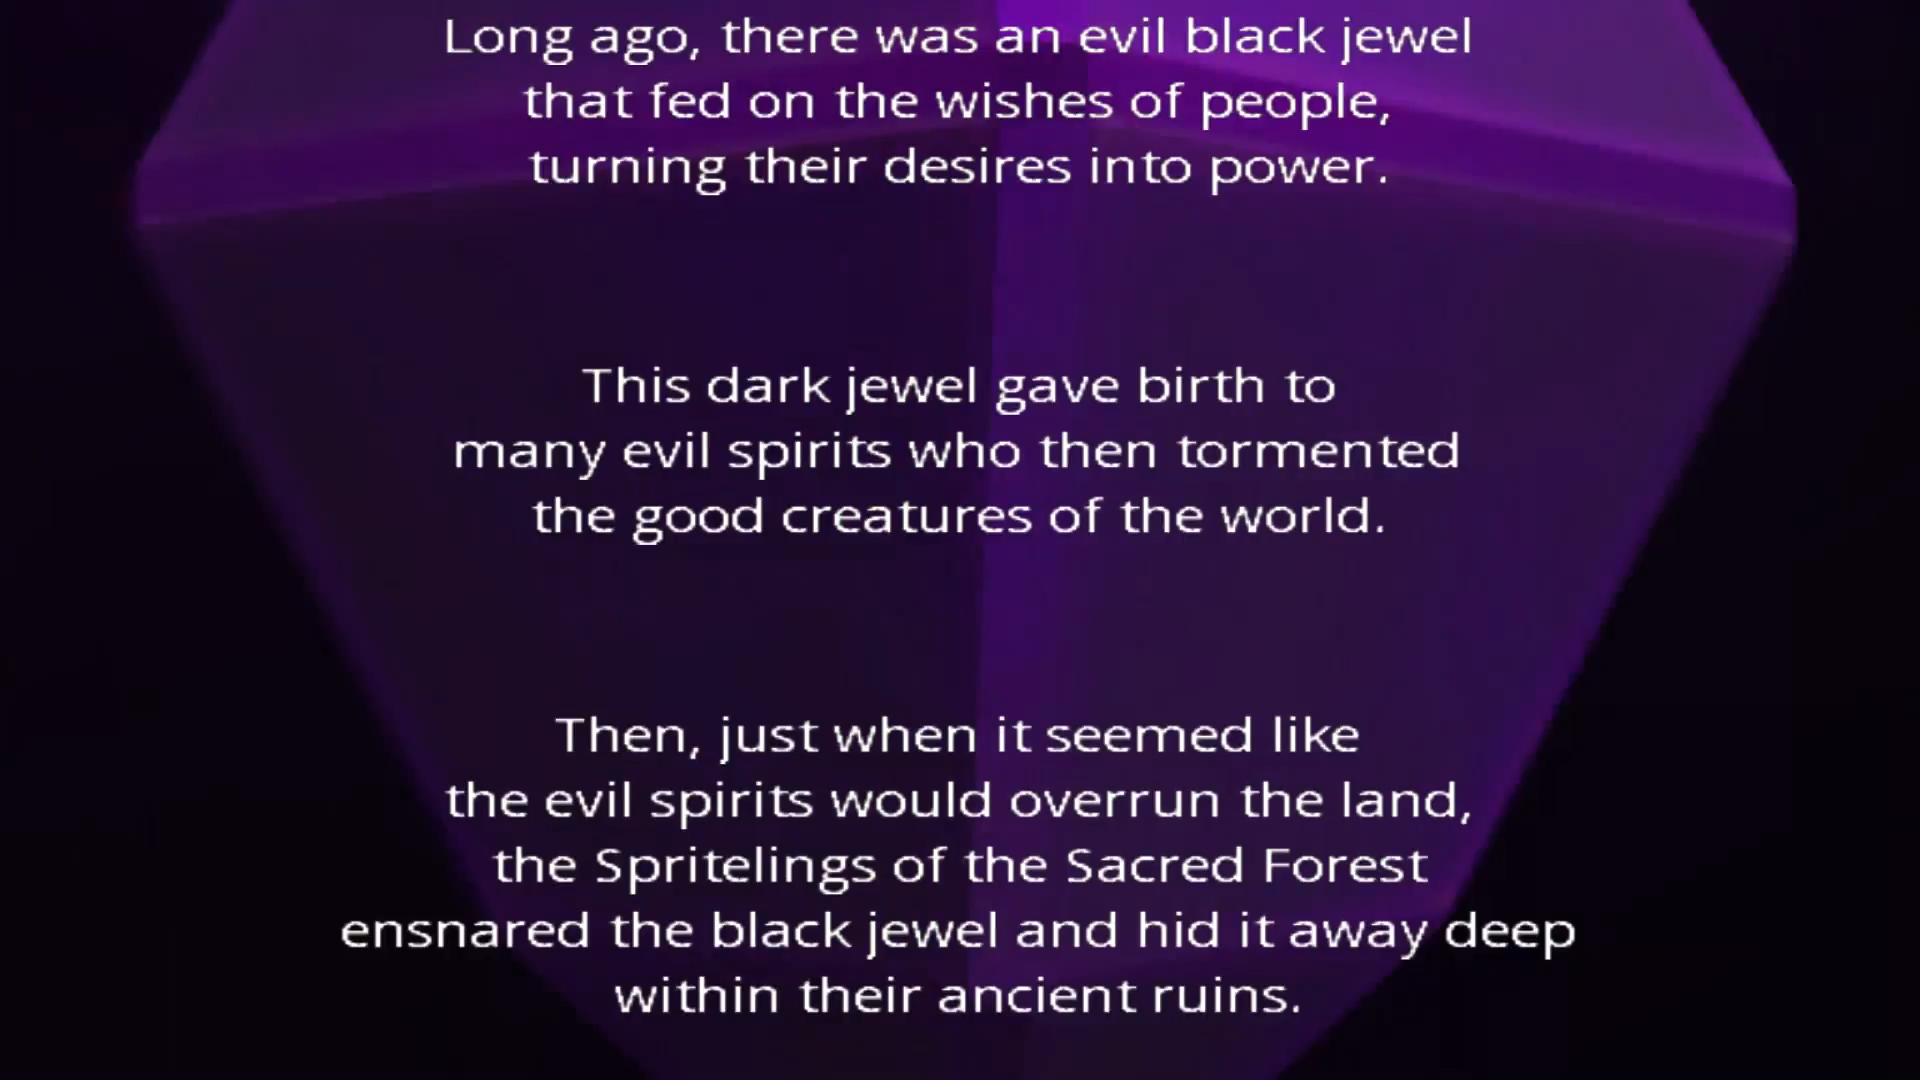 Long ago, there was an evil black jewel
that fed on the wishes of people,
turning their desires into power.
This dark jewel gave birth to
many evil spirits who then tormented
the good creatures of the world.
Then, just when it seemed like
the evil spirits would overrun the land,
the Spritelings of the Sacred Forest
ensnared the black jewel and hid it away deep
within their ancient ruins.